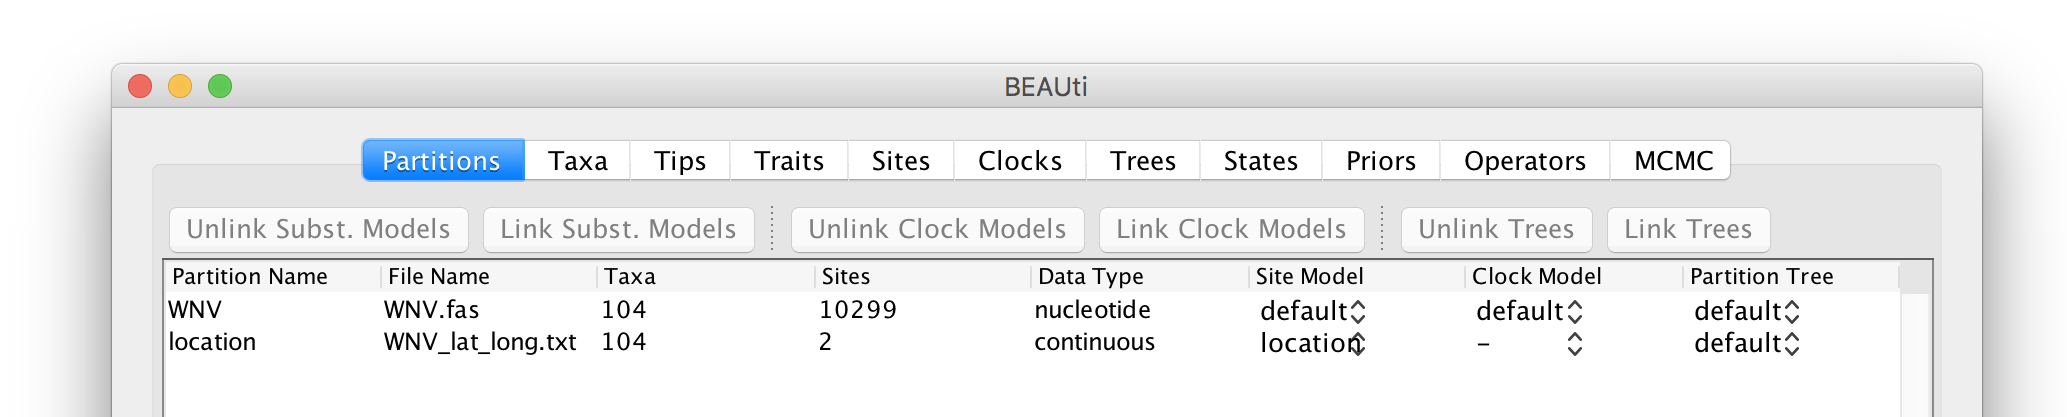 BEAUti
Partitions Taxa Tips Traits Sites Clocks Trees States Priors Operators MCMC
Unlink Subst. Models Link Subst. Models Unlink Clock Models Link Clock Models Unlink Trees Link Trees
Partition Name File Name Taxa Sites Data Type Site Model Clock Model Partition Tree
WNV WNV.fas 104 10299 nucleotide default default default
location WNV_lat_long.txt 104 2 continuous location - default